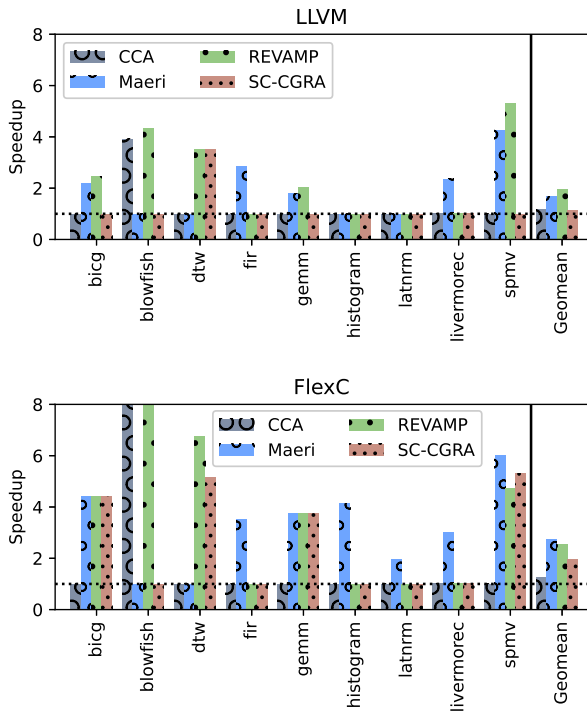 LLVM
8
6
4
2
0
Speedup
CCA
Maeri
REVAMP
SC-CGRA
bicg
blowfish
dtw
fir
gemm
histogram
latnrm
livermorec
spmv
Geomean
FlexC
8
6
4
2
0
Speedup
CCA
Maeri
REVAMP
SC-CGRA
bicg
blowfish
dtw
fir
gemm
histogram
latnrm
livermorec
spmv
Geomean